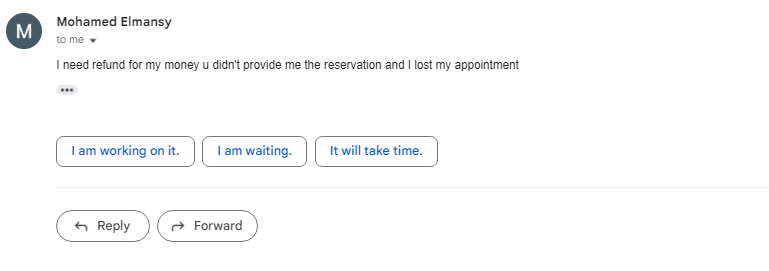 M
Mohamed Elmansy
to me
I need refund for my money u didn't provide me the reservation and I lost my appointment
•••
I am working on it. I am waiting. It will take time.
Reply Forward